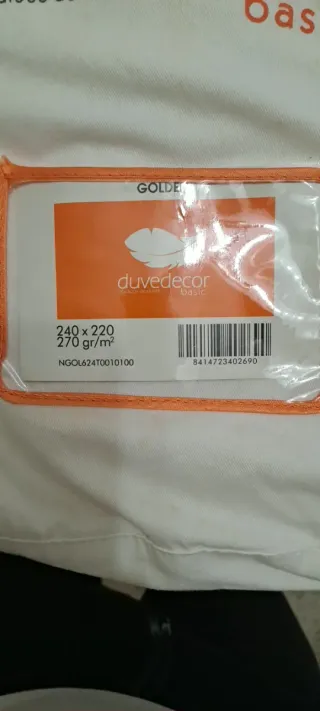 bas
GOLDE
duvedecor
basic
240 x 220
270 gr/m²
NGOL624T0010100
8414723402690